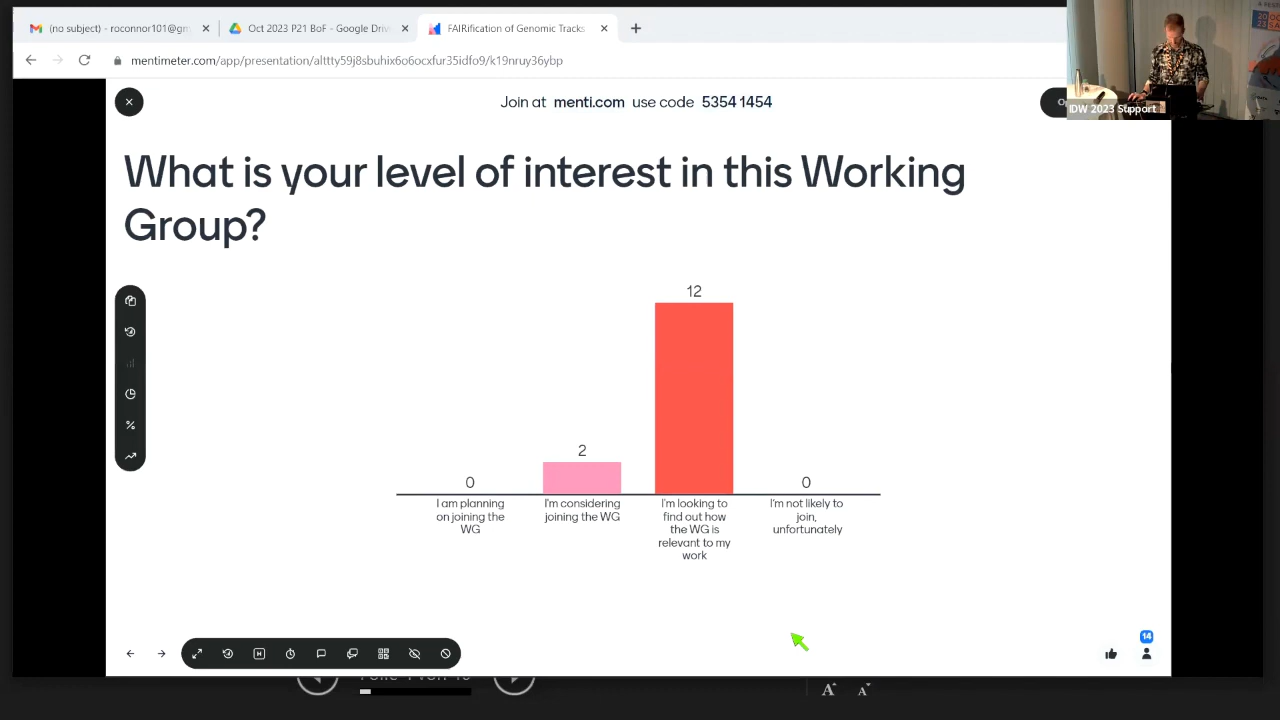 (no subject) - roconnor101@gm
Oct 2023 P21 BoF - Google Driv
FAIRification of Genomic Tracks
mentimeter.com/app/presentation/alttty59j8sbuhix6o6ocxfur35idfo9/k19nruy36ybp
Join at menti.com use code 5354 1454
IDW 2023 Support
What is your level of interest in this Working
Group?
12
2
0
0
I am planning
on joining the
WG
I'm considering
joining the WG
I'm looking to
find out how
the WG is
relevant to my
work
I'm not likely to
join,
unfortunately
14
A
A